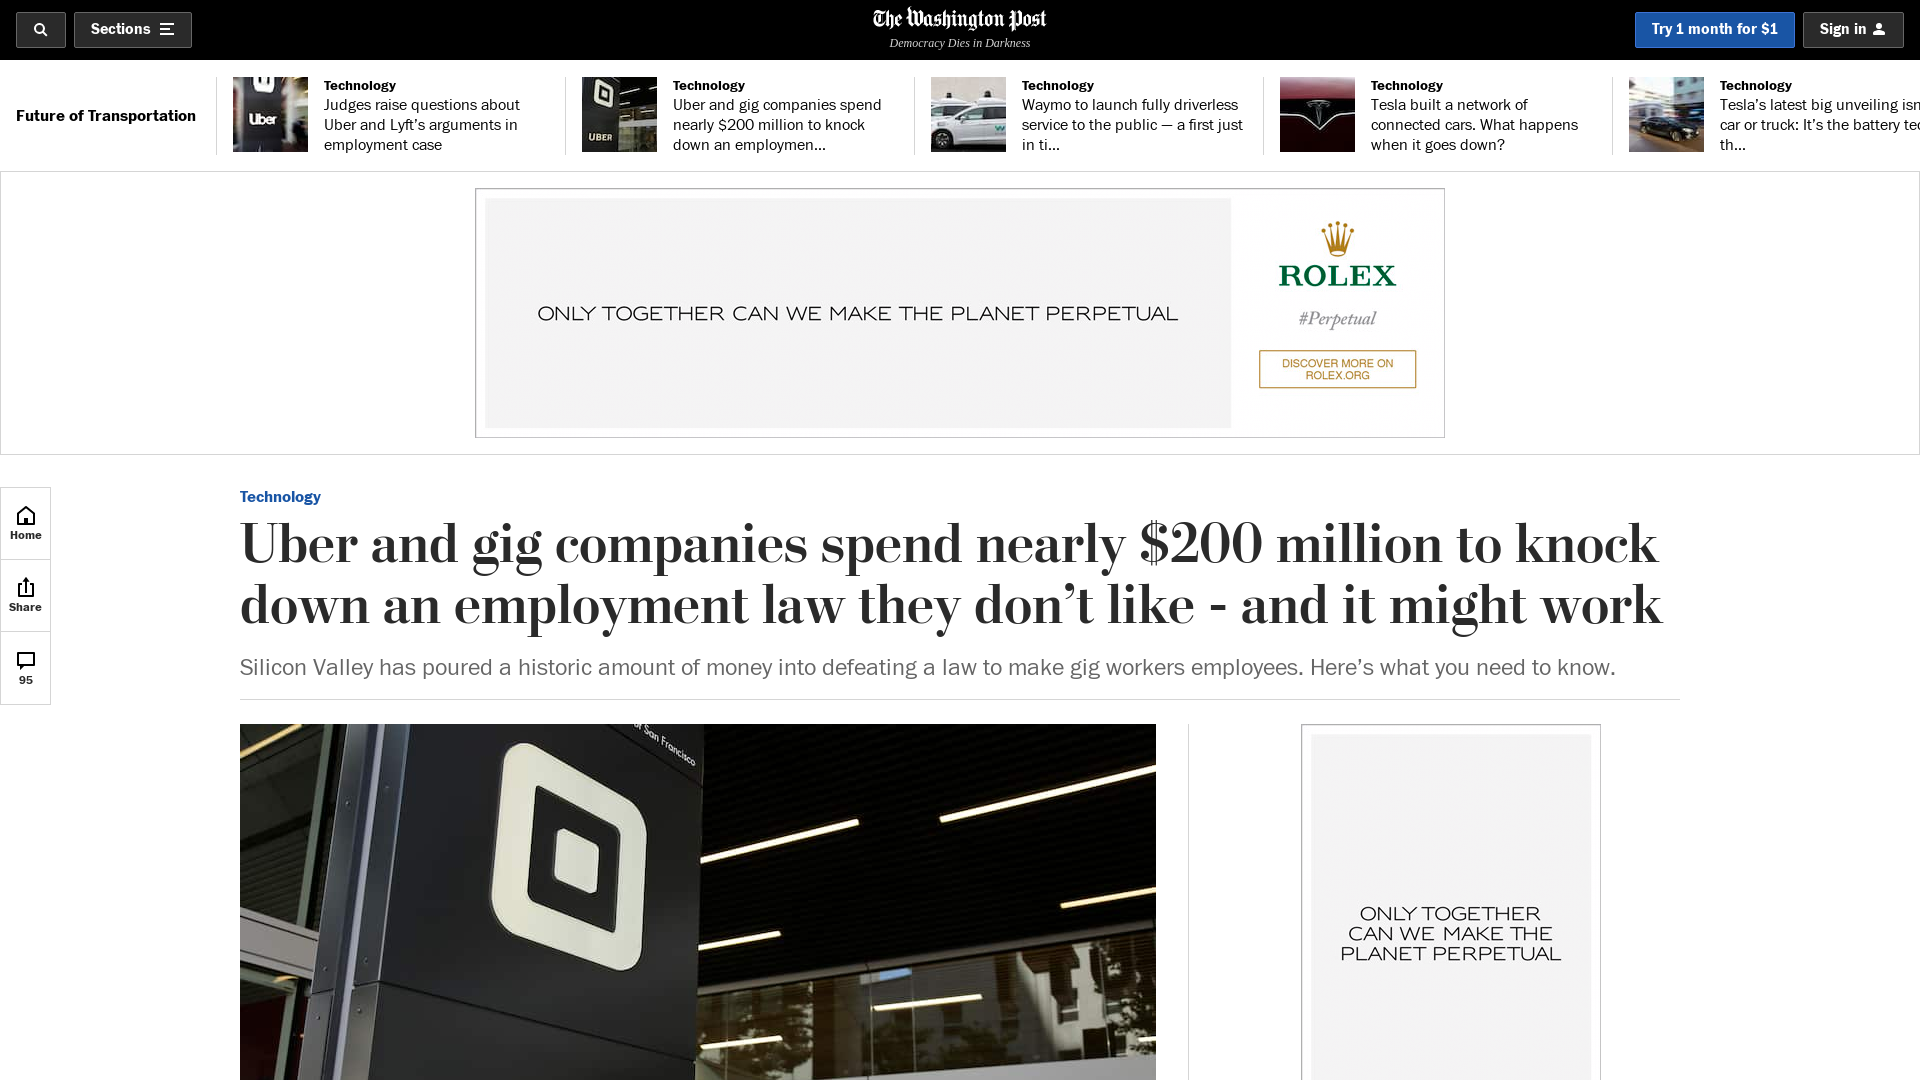 Sections
The Washington Post
Democracy Dies in Darkness
Try 1 month for $1
Sign in
Future of Transportation
Technology
Judges raise questions about
Uber and Lyft’s arguments in
employment case
Technology
Uber and gig companies spend
nearly $200 million to knock
down an employmen...
Technology
Waymo to launch fully driverless
service to the public — a first just
in ti...
Technology
Tesla built a network of
connected cars. What happens
when it goes down?
Technology
Tesla’s latest big unveiling isn
car or truck: It’s the battery tec
th...
Uber
UBER
ONLY TOGETHER CAN WE MAKE THE PLANET PERPETUAL
ROLEX
#Perpetual
DISCOVER MORE ON
ROLEX.ORG
Home
Share
95
Technology
Uber and gig companies spend nearly $200 million to knock
down an employment law they don’t like - and it might work
Silicon Valley has poured a historic amount of money into defeating a law to make gig workers employees. Here’s what you need to know.
of San Francisco
ONLY TOGETHER
CAN WE MAKE THE
PLANET PERPETUAL